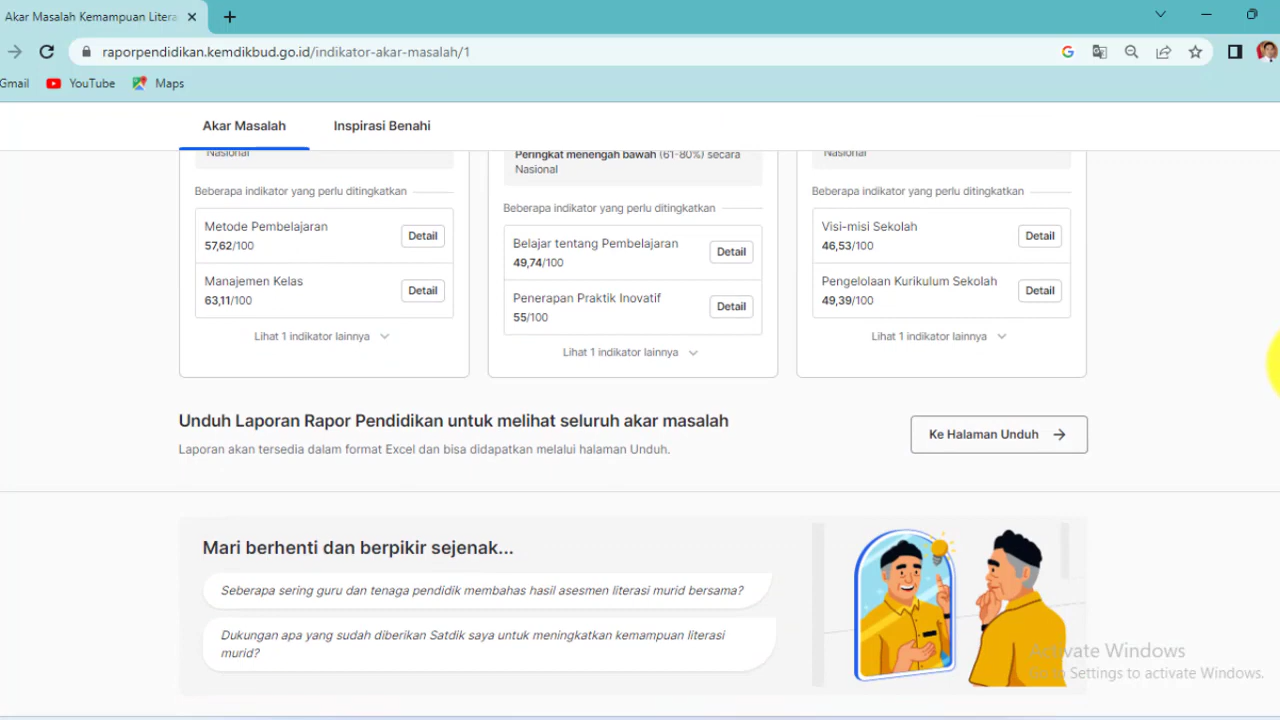 Akar Masalah Kemampuan Litera
raporpendidikan.kemdikbud.go.id/indikator-akar-masalah/1
Gmail YouTube Maps
Akar Masalah Inspirasi Benahi
Nasional
Beberapa indikator yang perlu ditingkatkan
Metode Pembelajaran
57,62/100
Detail
Manajemen Kelas
63,11/100
Detail
Lihat 1 indikator lainnya
Peringkat menengah bawah (61-80%) secara
Nasional
Beberapa indikator yang perlu ditingkatkan
Belajar tentang Pembelajaran
49,74/100
Detail
Penerapan Praktik Inovatif
55/100
Detail
Lihat 1 indikator lainnya
Nasional
Beberapa indikator yang perlu ditingkatkan
Visi-misi Sekolah
46,53/100
Detail
Pengelolaan Kurikulum Sekolah
49,39/100
Detail
Lihat 1 indikator lainnya
Unduh Laporan Rapor Pendidikan untuk melihat seluruh akar masalah
Laporan akan tersedia dalam format Excel dan bisa didapatkan melalui halaman Unduh.
Ke Halaman Unduh
Mari berhenti dan berpikir sejenak...
Seberapa sering guru dan tenaga pendidik membahas hasil asesmen literasi murid bersama?
Dukungan apa yang sudah diberikan Satdik saya untuk meningkatkan kemampuan literasi
murid?
Activate Windows
Go to Settings to activate Windows.